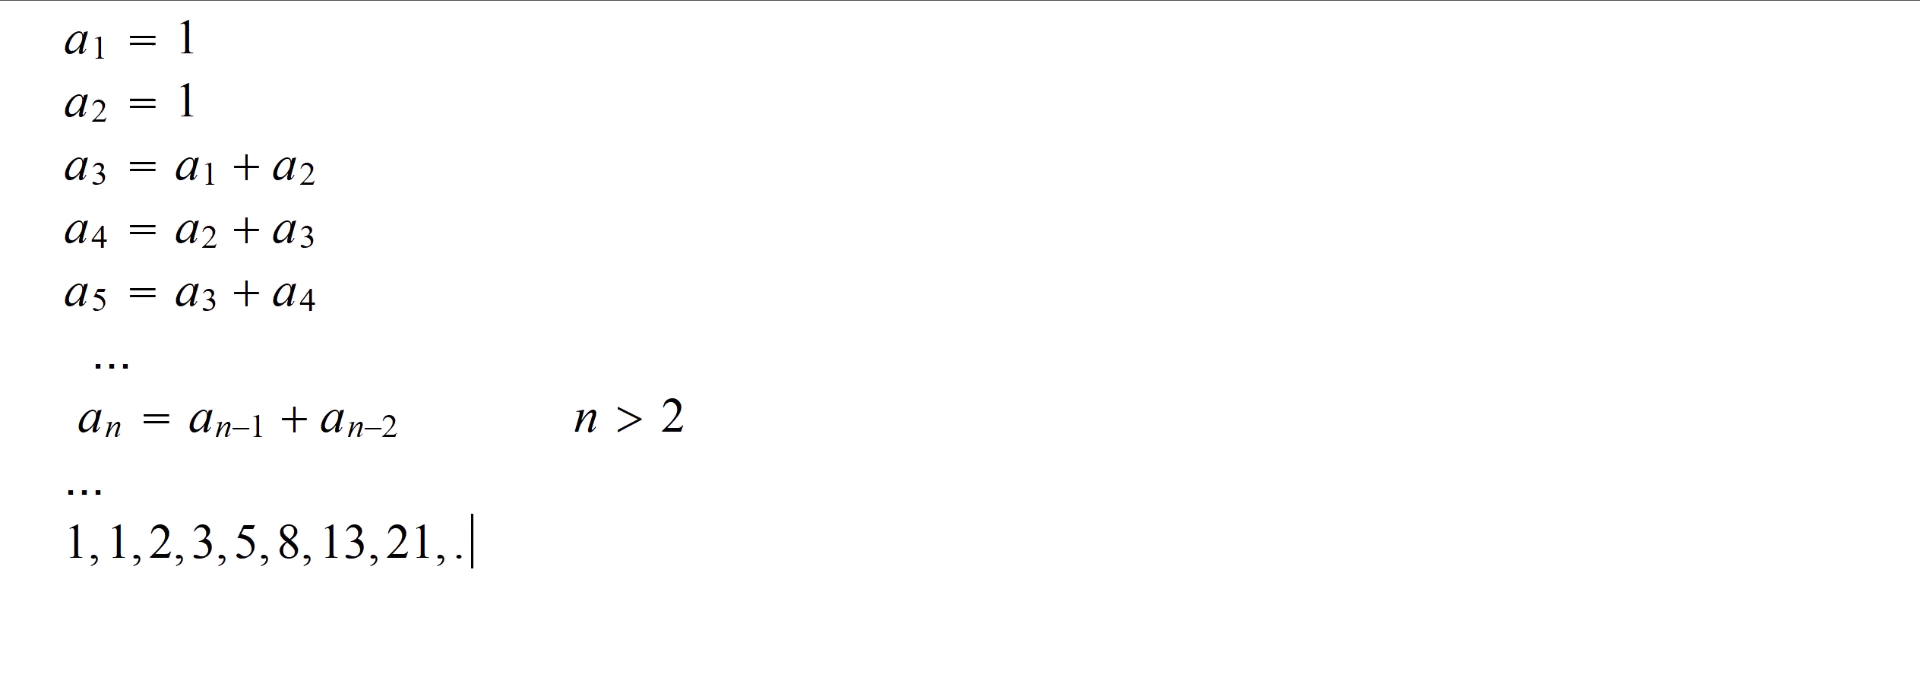 a₁ = 1
a₂ = 1
a₃ = a₁ + a₂
a₄ = a₂ + a₃
a₅ = a₃ + a₄
...
aₙ = aₙ₋₁ + aₙ₋₂ n > 2
...
1, 1, 2, 3, 5, 8, 13, 21, .